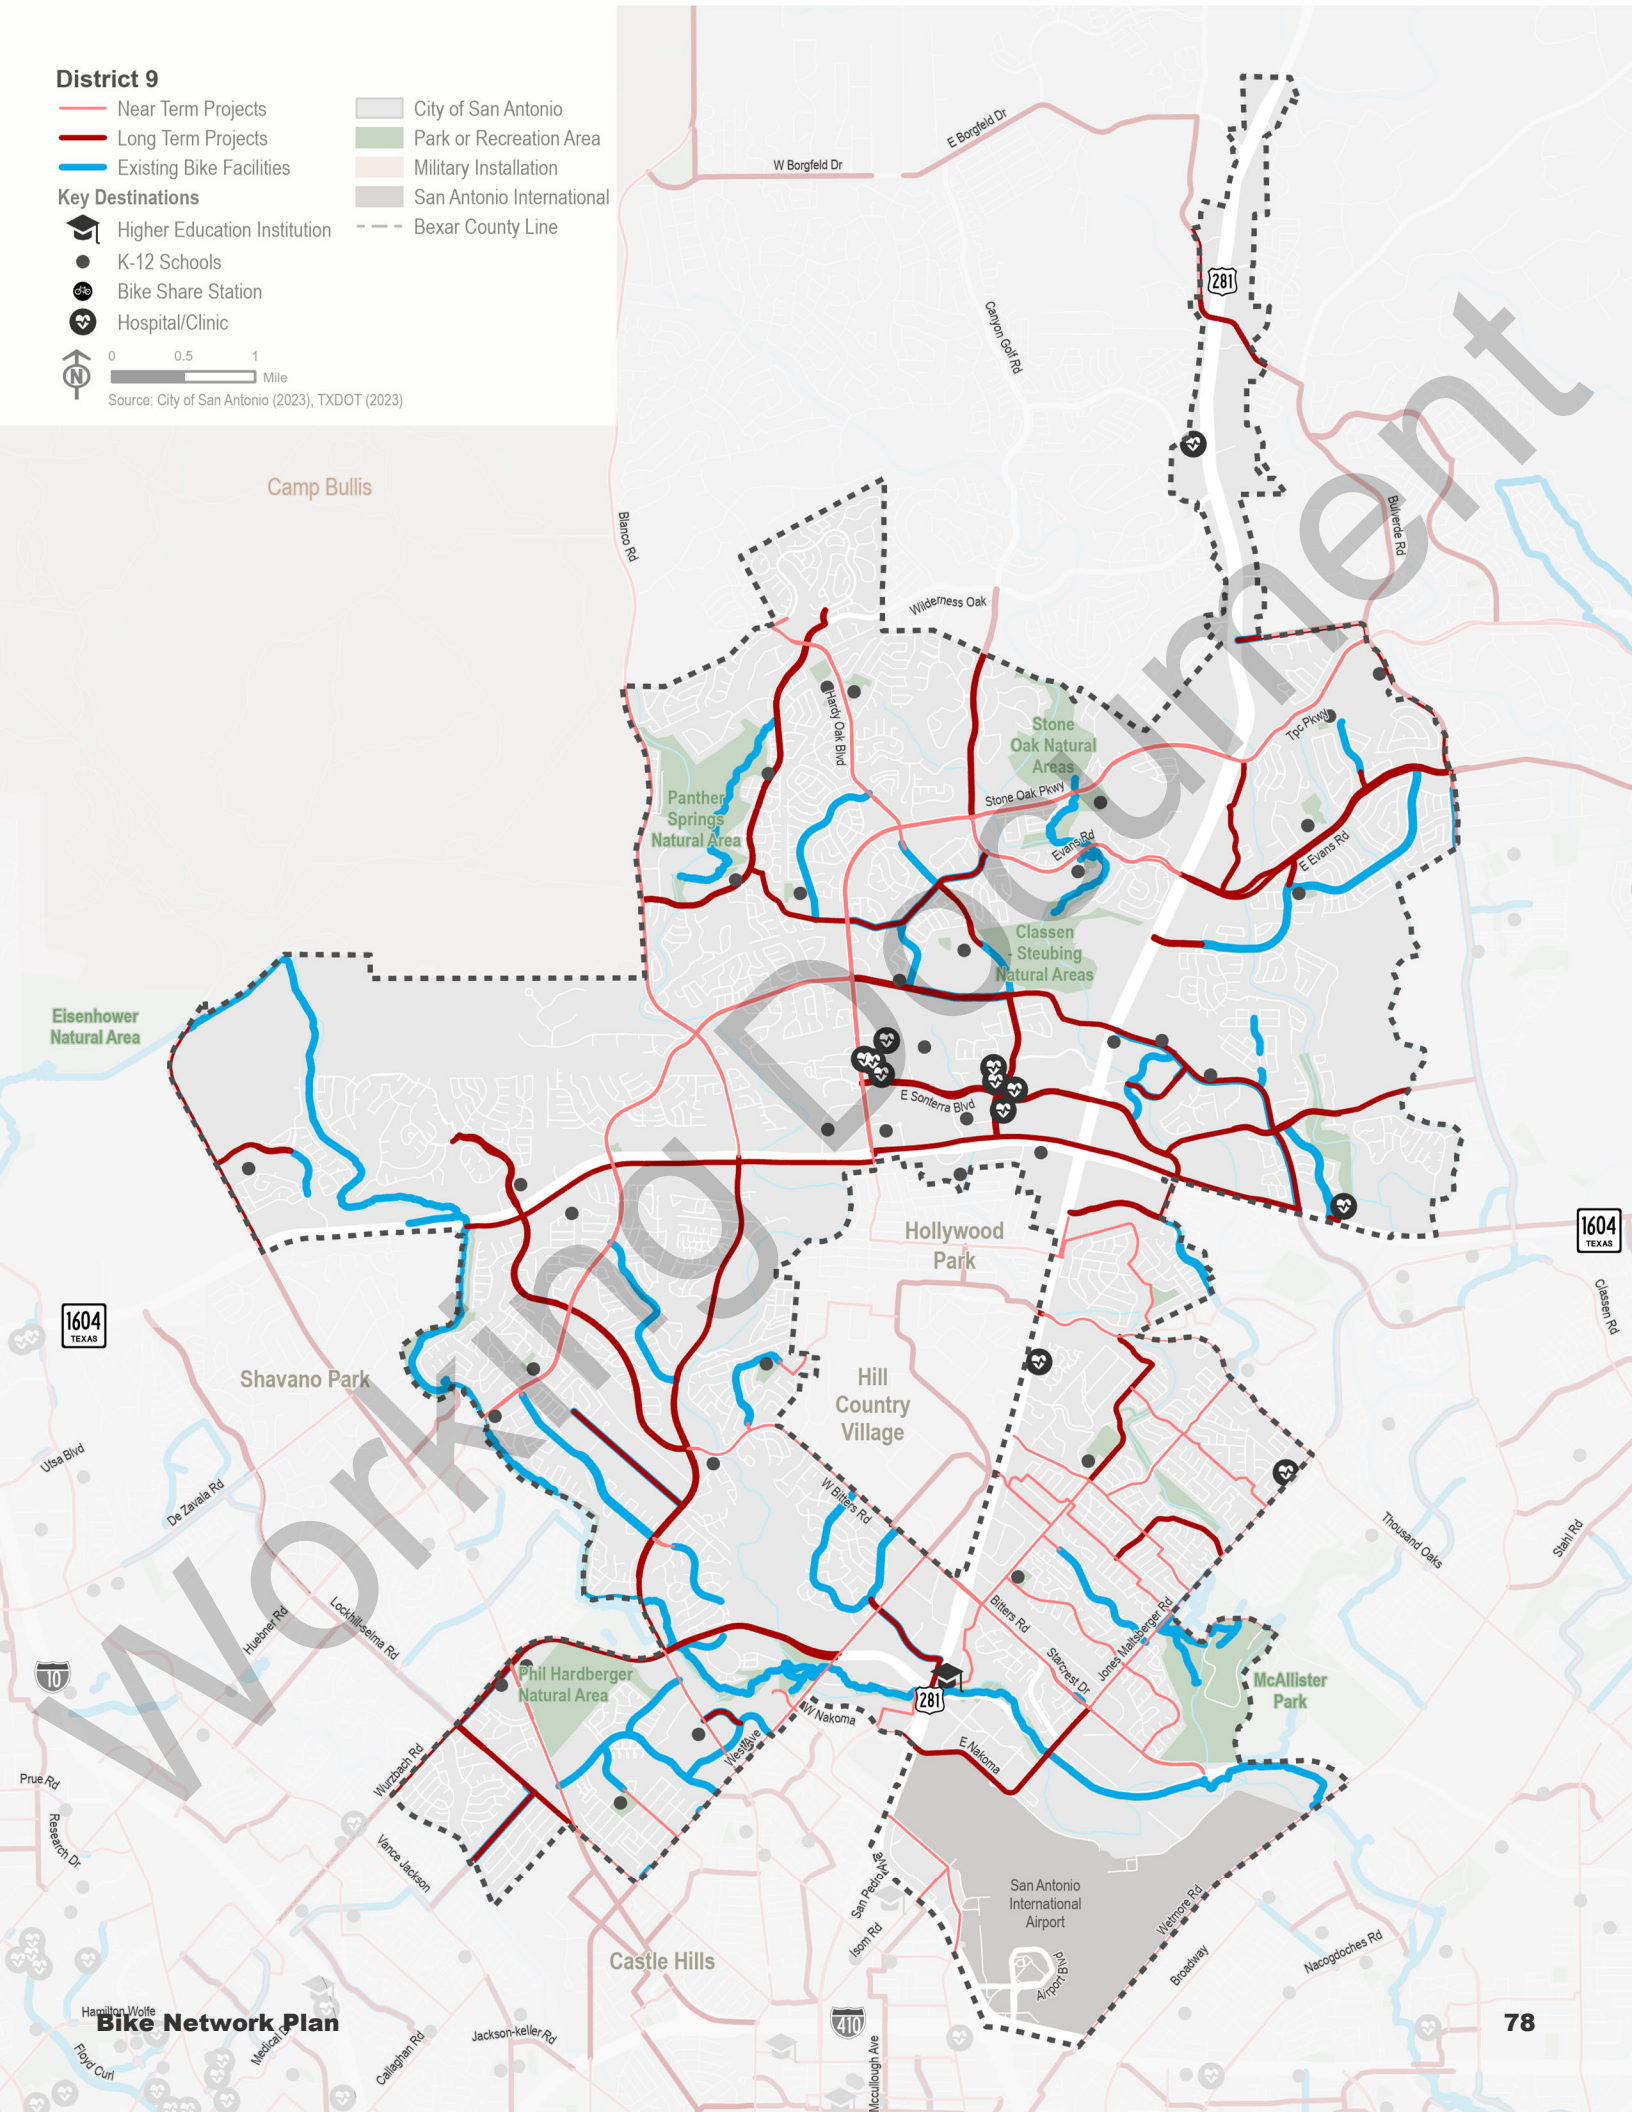 District 9
Near Term Projects
Long Term Projects
Existing Bike Facilities
Key Destinations
Higher Education Institution
K-12 Schools
Bike Share Station
Hospital/Clinic
City of San Antonio
Park or Recreation Area
Military Installation
San Antonio International
Bexar County Line
N
0 0.5 1
Mile
Source: City of San Antonio (2023), TXDOT (2023)
W Borgfeld Dr
E Borgfeld Dr
281
Canyon Golf Rd
Camp Bullis
Blanco Rd
Bulverde Rd
Wilderness Oak
Hardy Oak Blvd
Stone
Oak Natural
Areas
Tpc Pkwy
Stone Oak Pkwy
Panther
Springs
Natural Area
Evans Rd
E Evans Rd
Classen
- Steubing
Natural Areas
Eisenhower
Natural Area
E Sonterra Blvd
Hollywood
Park
1604
TEXAS
1604
TEXAS
Classen Rd
Shavano Park
Hill
Country
Village
Utsa Blvd
De Zavala Rd
W Bitters Rd
Thousand Oaks
Stahl Rd
Huebner Rd
Lockhill-selma Rd
Bitters Rd
Starcrest Dr
Jones Maltsberger Rd
10
Phil Hardberger
Natural Area
McAllister
Park
281
W Nakoma
E Nakoma
West Ave
Wurzbach Rd
Prue Rd
Research Dr
Vance Jackson
San Pedro Ave
Isom Rd
San Antonio
International
Airport
Airport Blvd
Wetmore Rd
Broadway
Nacogdoches Rd
Castle Hills
Hamilton Wolfe
Medical D
Floyd Curl
Callaghan Rd
Jackson-keller Rd
410
Mccullough Ave
Bike Network Plan
78
Working Document